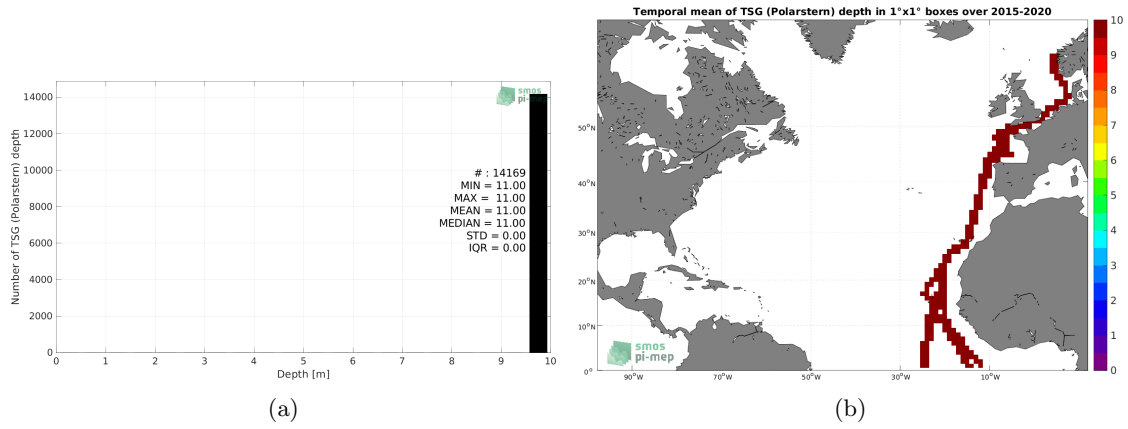 Temporal mean of TSG (Polarstern) depth in 1°x1° boxes over 2015-2020
smos
pi-mep
14000
12000
10000
8000
6000
4000
2000
0
Number of TSG (Polarstern) depth
# : 14169
MIN = 11.00
MAX = 11.00
MEAN = 11.00
MEDIAN = 11.00
STD = 0.00
IQR = 0.00
0 1 2 3 4 5 6 7 8 9 10
Depth [m]
(a)
50°N
40°N
30°N
20°N
10°N
0°
90°W 70°W 50°W 30°W 10°W
smos
pi-mep
10
9
8
7
6
5
4
3
2
1
0
(b)